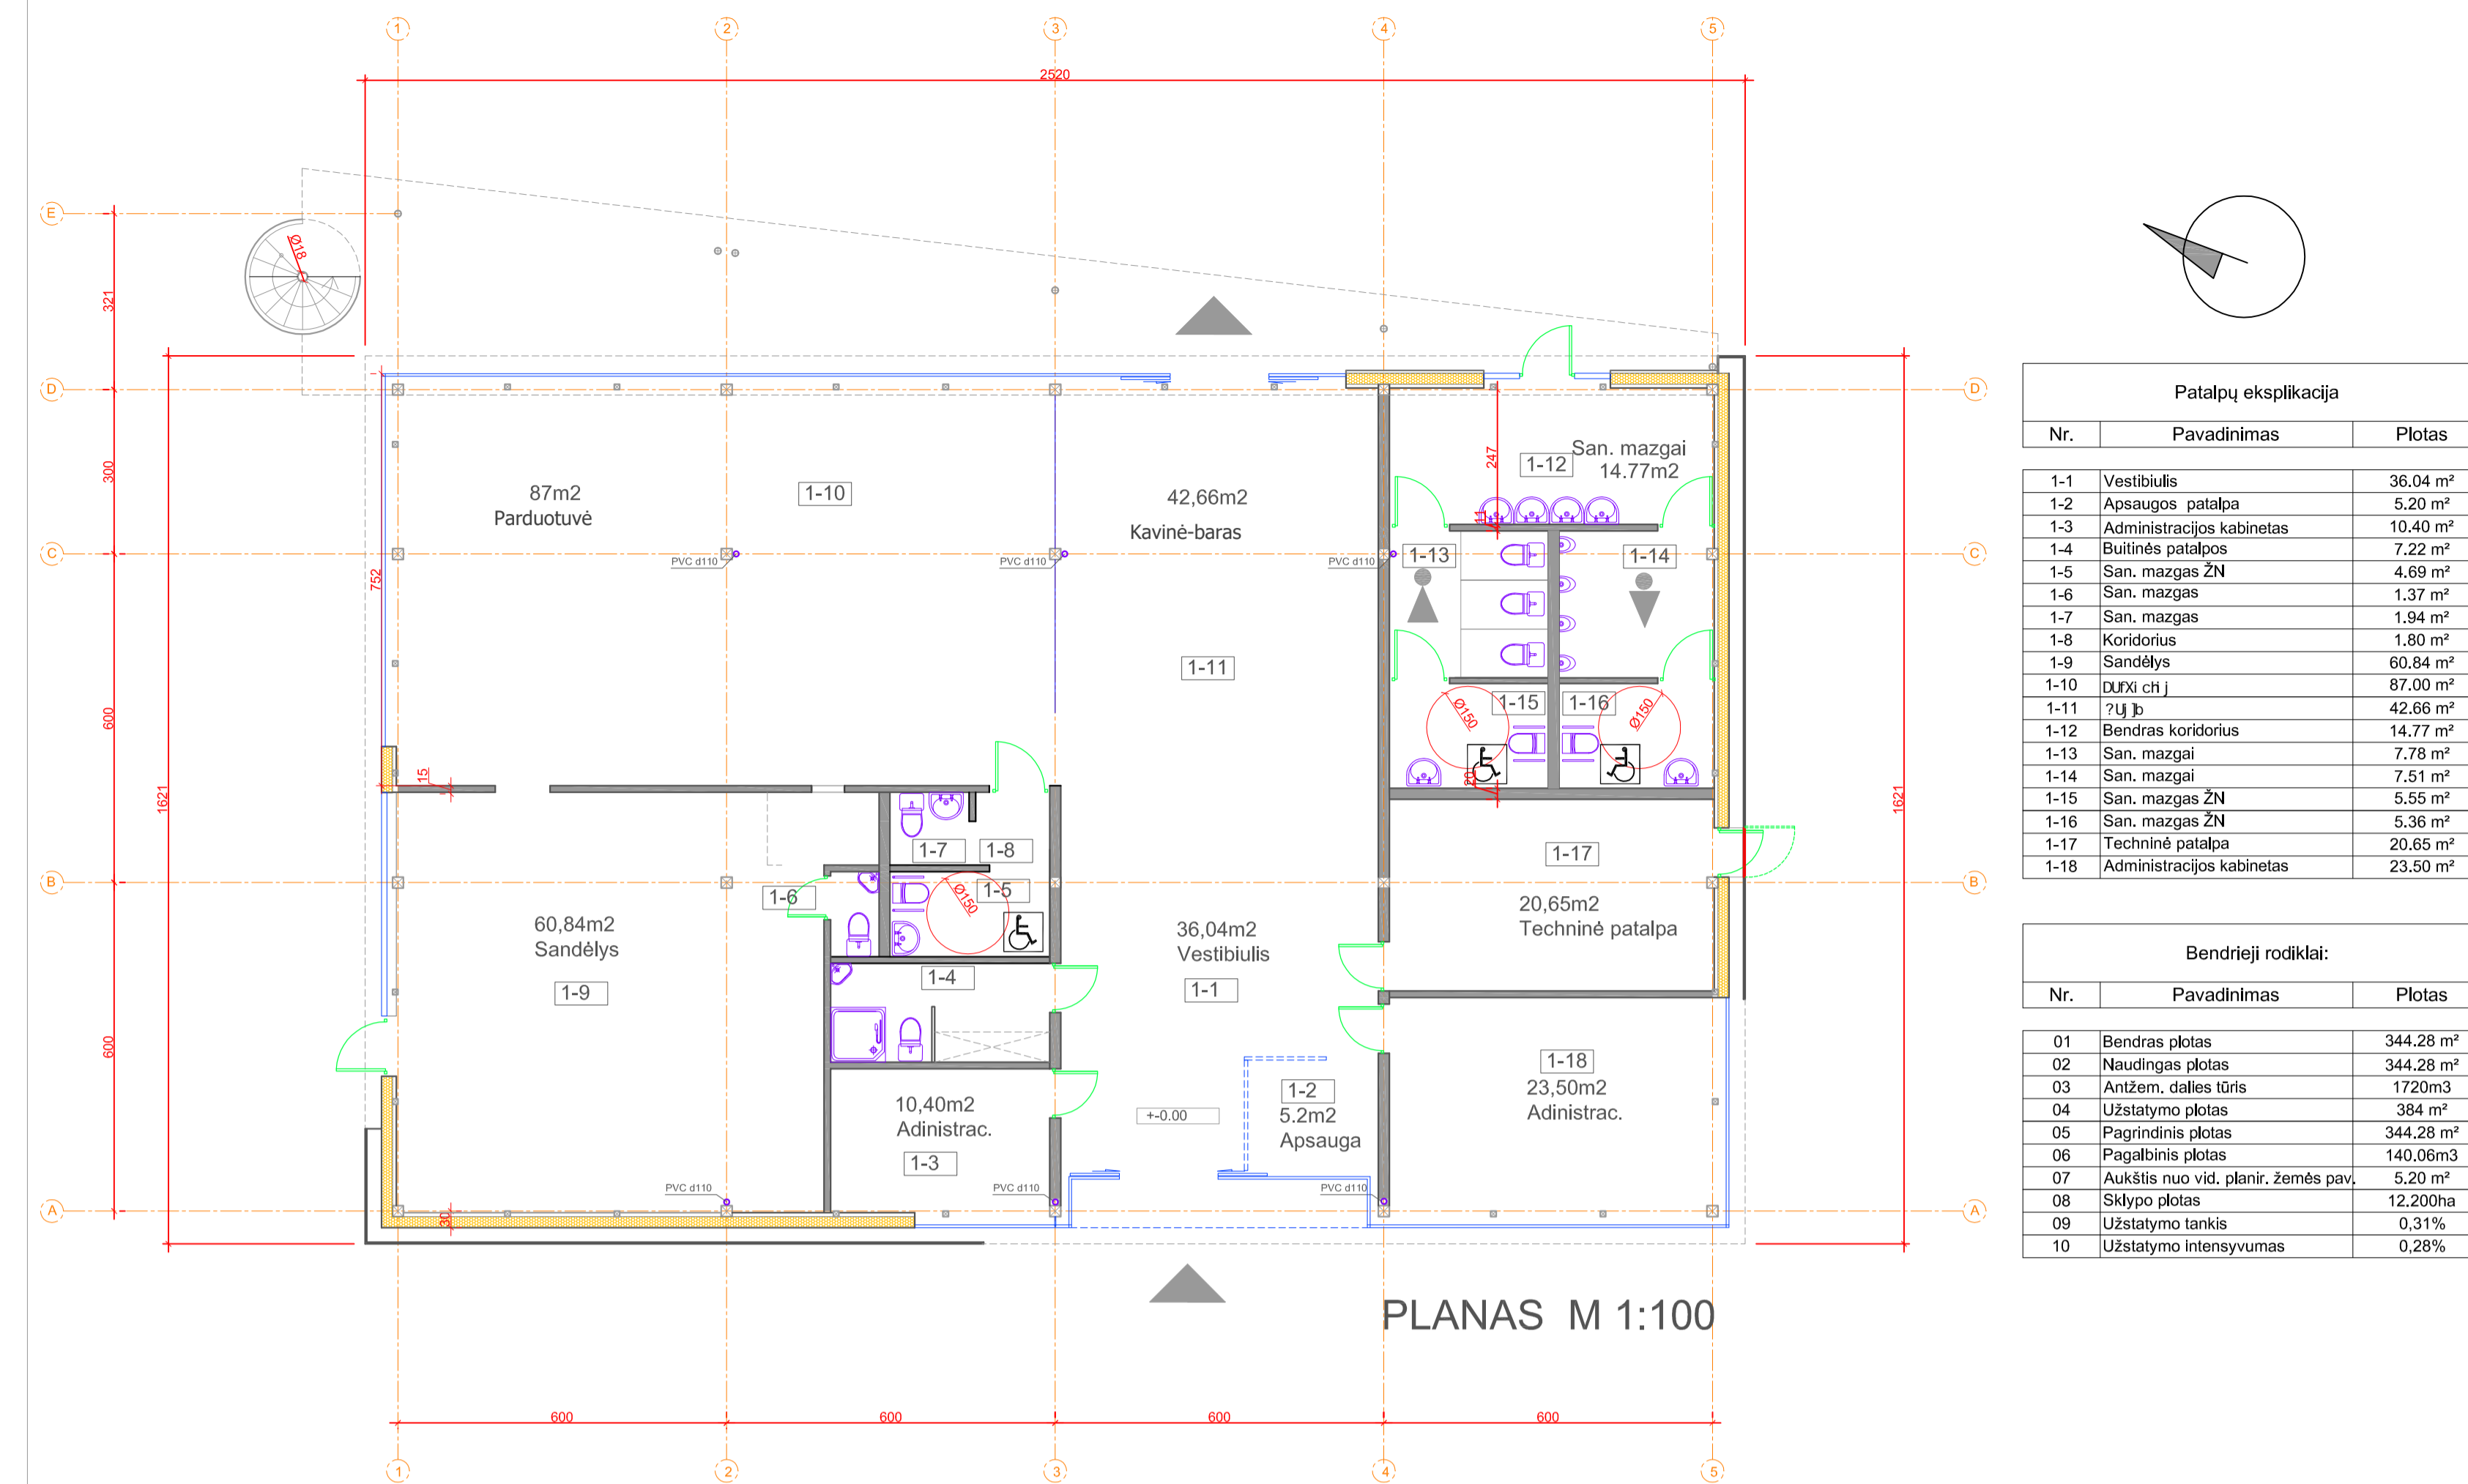 1 2 3 4 5
2520
E
Ø18
321
D D
San. mazgai
1-12
14.77m2
247
300
87m2
1-10
Parduotuvė
42,66m2
Kavinė-baras
11
C C
PVC d110 PVC d110 PVC d110
1-13 1-14
752
1-11
600
1-15 1-16
Ø150 Ø150
20
15
1621 1621
1-7 1-8
1-17
B B
1-6 1-5
Ø150
60,84m2
Sandėlys
1-9
36,04m2
Vestibiulis
1-1
20,65m2
Techninė patalpa
1-4
600
1-18
23,50m2
Adinistrac.
10,40m2
Adinistrac.
1-3
+-0.00
1-2
5.2m2
Apsauga
PVC d110 PVC d110 PVC d110
A A
30
PLANAS M 1:100
600 600 600 600
1 2 3 4 5
Patalpų eksplikacija
Nr. Pavadinimas Plotas
1-1 Vestibiulis 36.04 m²
1-2 Apsaugos patalpa 5.20 m²
1-3 Administracijos kabinetas 10.40 m²
1-4 Buitinės patalpos 7.22 m²
1-5 San. mazgas ŽN 4.69 m²
1-6 San. mazgas 1.37 m²
1-7 San. mazgas 1.94 m²
1-8 Koridorius 1.80 m²
1-9 Sandėlys 60.84 m²
1-10 87.00 m²
1-11 42.66 m²
1-12 Bendras koridorius 14.77 m²
1-13 San. mazgai 7.78 m²
1-14 San. mazgai 7.51 m²
1-15 San. mazgas ŽN 5.55 m²
1-16 San. mazgas ŽN 5.36 m²
1-17 Techninė patalpa 20.65 m²
1-18 Administracijos kabinetas 23.50 m²
Bendrieji rodiklai:
Nr. Pavadinimas Plotas
01 Bendras plotas 344.28 m²
02 Naudingas plotas 344.28 m²
03 Antžem. dalies tūris 1720m3
04 Užstatymo plotas 384 m²
05 Pagrindinis plotas 344.28 m²
06 Pagalbinis plotas 140.06m3
07 Aukštis nuo vid. planir. žemės pav. 5.20 m²
08 Sklypo plotas 12.200ha
09 Užstatymo tankis 0,31%
10 Užstatymo intensyvumas 0,28%